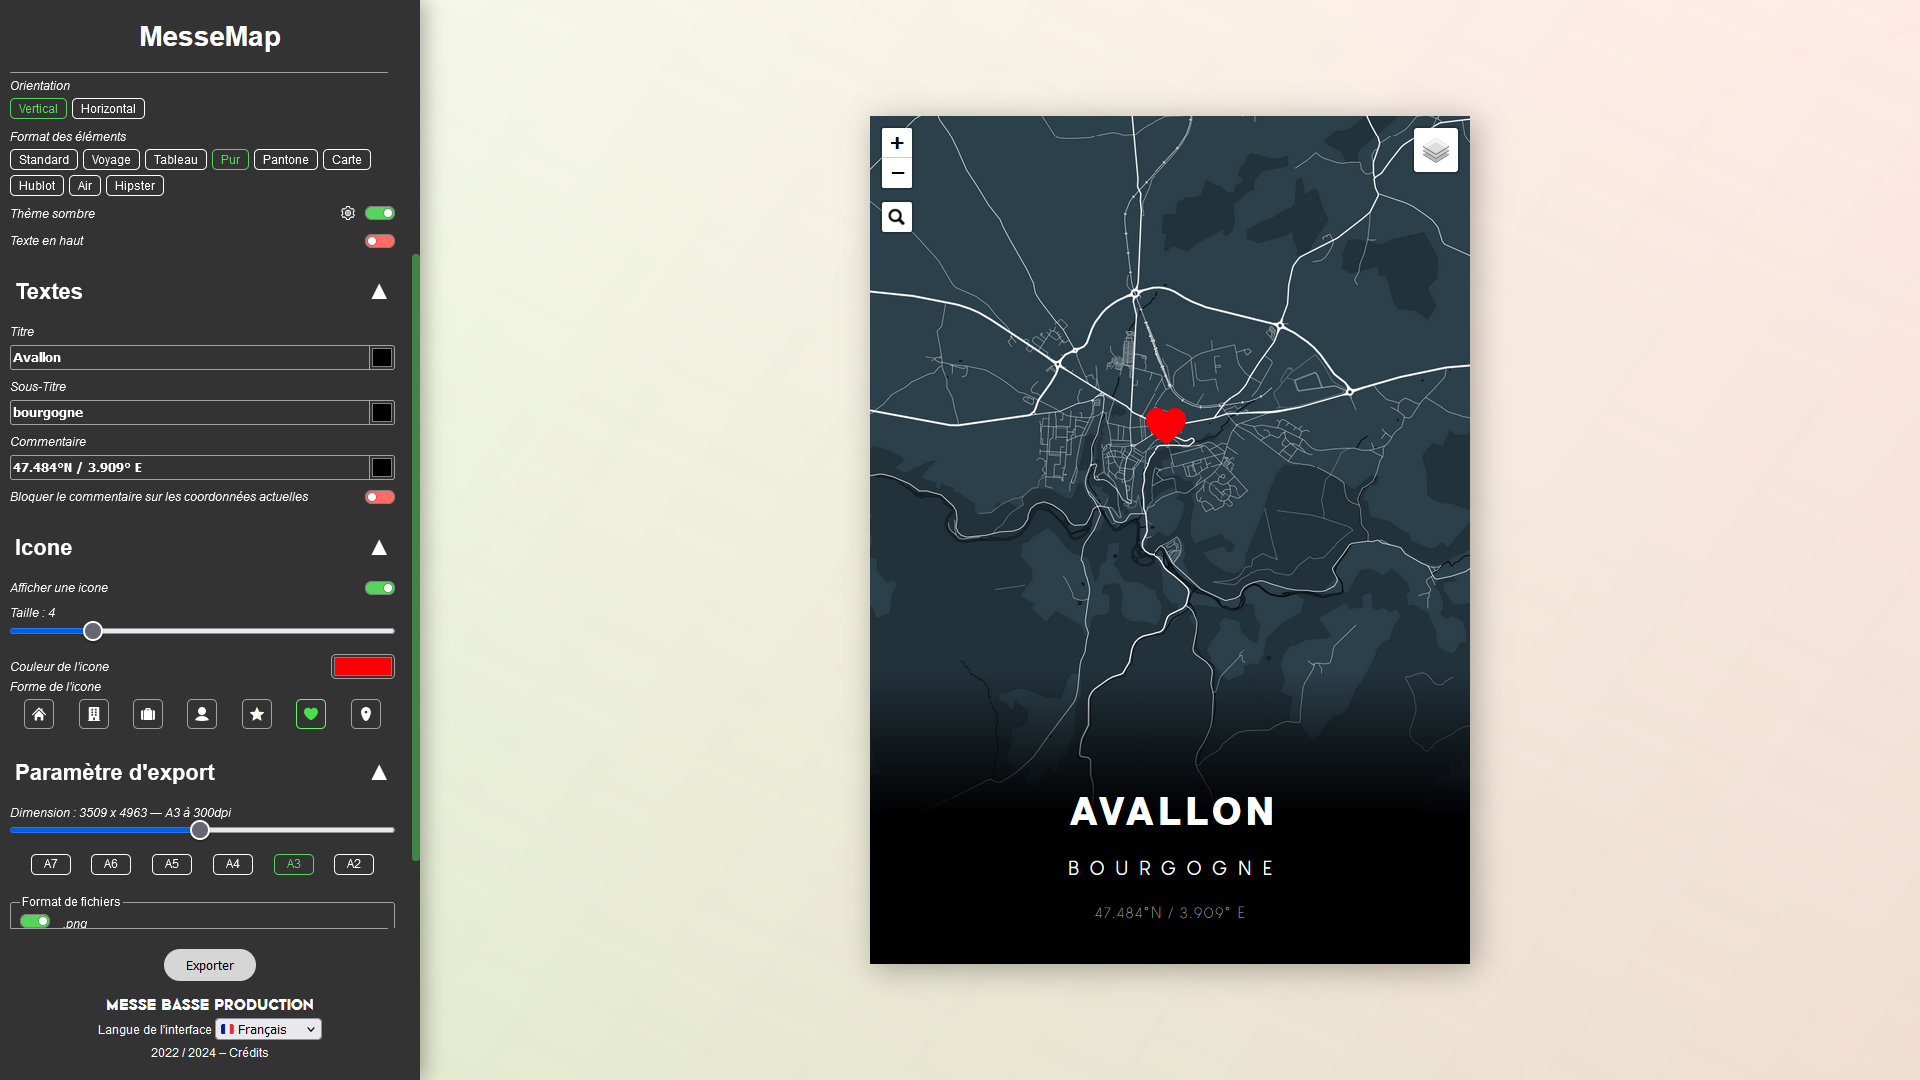 MesseMap
Orientation
Vertical Horizontal
Format des éléments
Standard Voyage Tableau Pur Pantone Carte
Hublot Air Hipster
Thème sombre
Texte en haut
Textes ▲
Titre
Avallon
Sous-Titre
bourgogne
Commentaire
47.484°N / 3.909° E
Bloquer le commentaire sur les coordonnées actuelles
Icone ▲
Afficher une icone
Taille : 4
Couleur de l'icone
Forme de l'icone
Paramètre d'export ▲
Dimension : 3509 x 4963 — A3 à 300dpi
A7 A6 A5 A4 A3 A2
Format de fichiers
.png
Exporter
MESSE BASSE PRODUCTION
Langue de l'interface Français
2022 / 2024 – Crédits
+
−
AVALLON
BOURGOGNE
47.484°N / 3.909° E